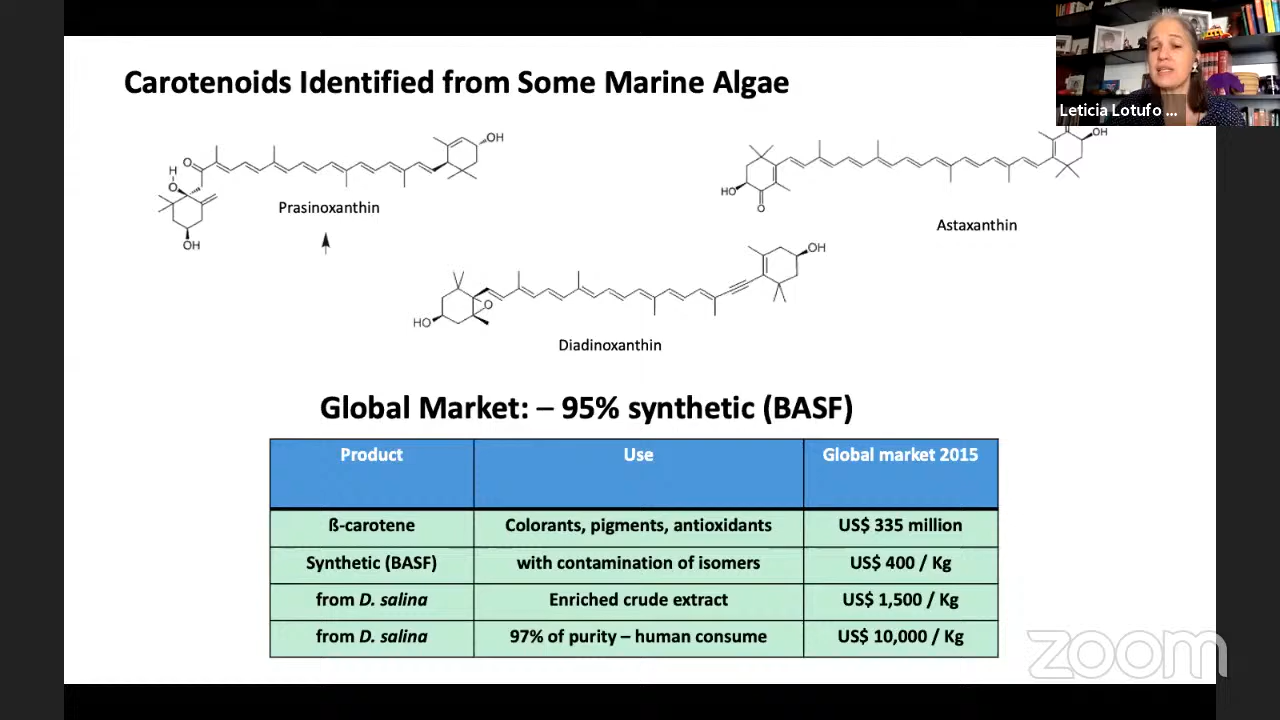 Leticia Lotufo ...
Carotenoids Identified from Some Marine Algae
OH
O
H
O
OH
Prasinoxanthin
OH
HO
O
Astaxanthin
OH
O
HO
Diadinoxanthin
Global Market: – 95% synthetic (BASF)
Product Use Global market 2015
ß-carotene Colorants, pigments, antioxidants US$ 335 million
Synthetic (BASF) with contamination of isomers US$ 400 / Kg
from D. salina Enriched crude extract US$ 1,500 / Kg
from D. salina 97% of purity – human consume US$ 10,000 / Kg
zoom